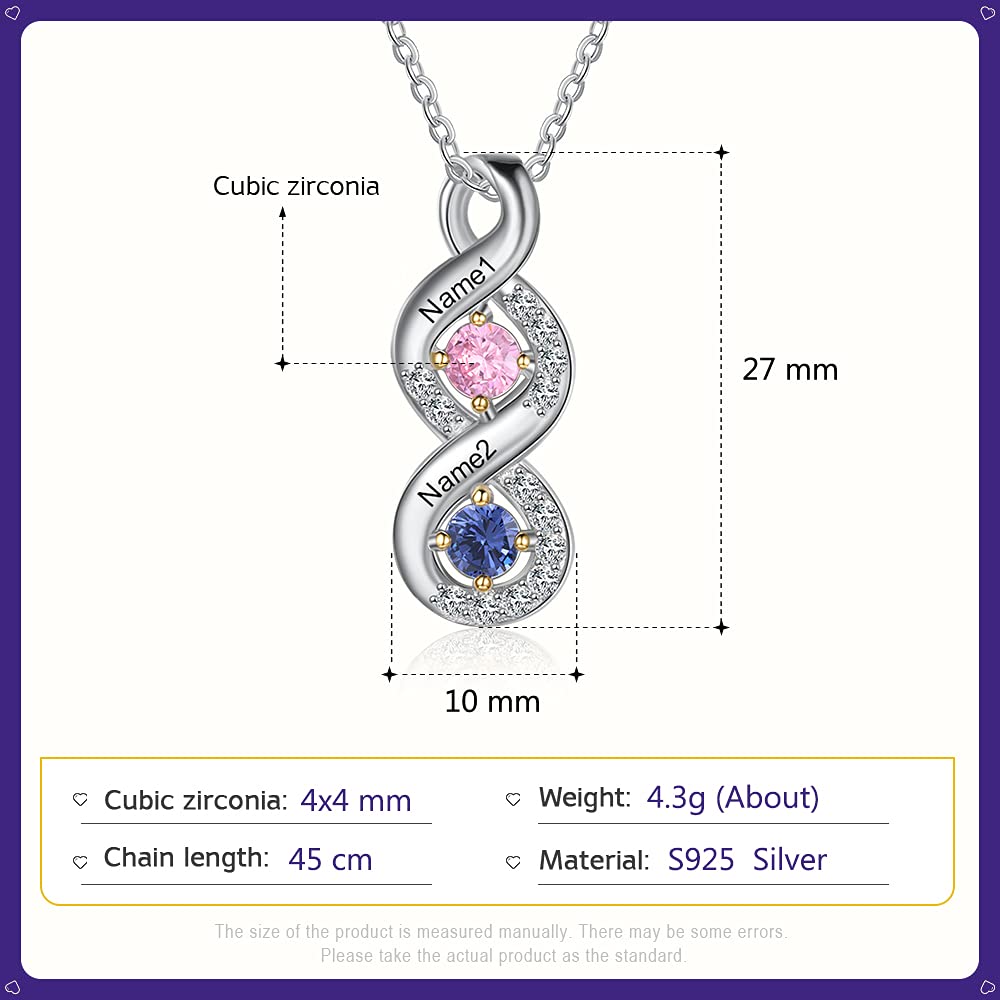 Cubic zirconia
Name1
27 mm
Name2
10 mm
Cubic zirconia: 4x4 mm
Weight: 4.3g (About)
Chain length: 45 cm
Material: S925 Silver
The size of the product is measured manually. There may be some errors.
Please take the actual product as the standard.